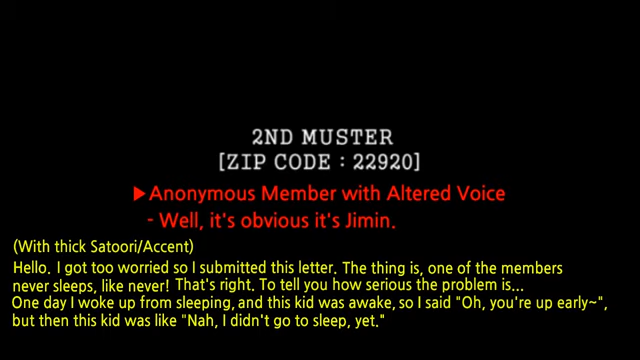 2ND MUSTER
[ZIP CODE : 22920]
▶Anonymous Member with Altered Voice
- Well, it's obvious it's Jimin.
(With thick Satoori/Accent)
Hello. I got too worried so I submitted this letter. The thing is, one of the members
never sleeps, like never! That's right. To tell you how serious the problem is...
One day I woke up from sleeping, and this kid was awake, so I said "Oh, you're up early~",
but then this kid was like "Nah, I didn't go to sleep, yet."